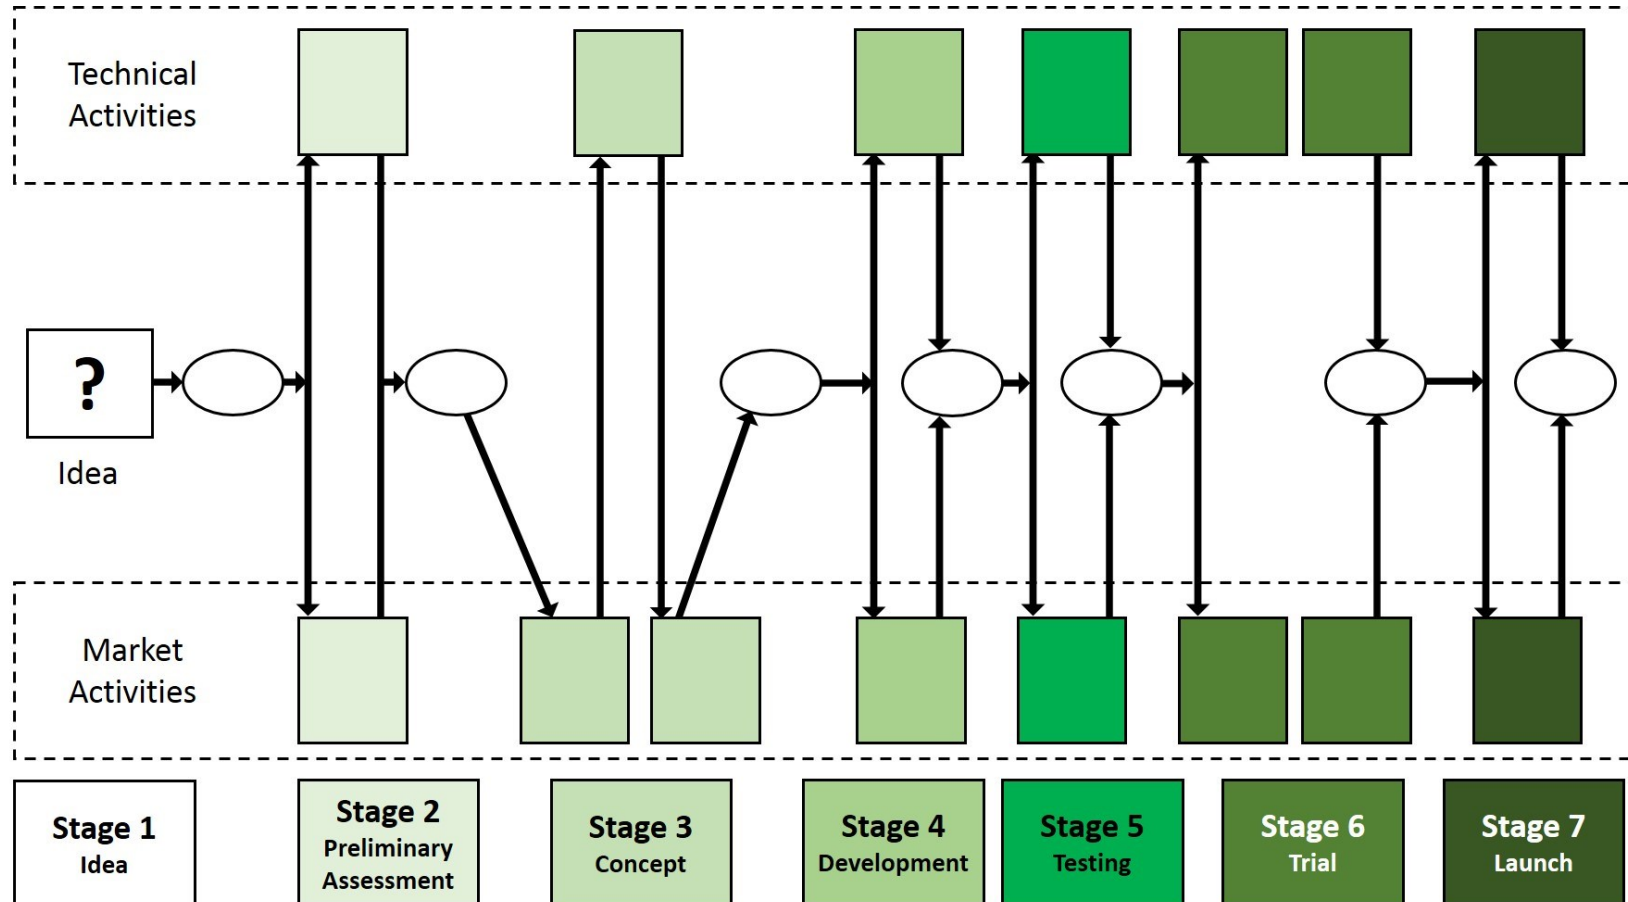 Technical
Activities
?
Idea
Market
Activities
Stage 1
Idea
Stage 2
Preliminary
Assessment
Stage 3
Concept
Stage 4
Development
Stage 5
Testing
Stage 6
Trial
Stage 7
Launch